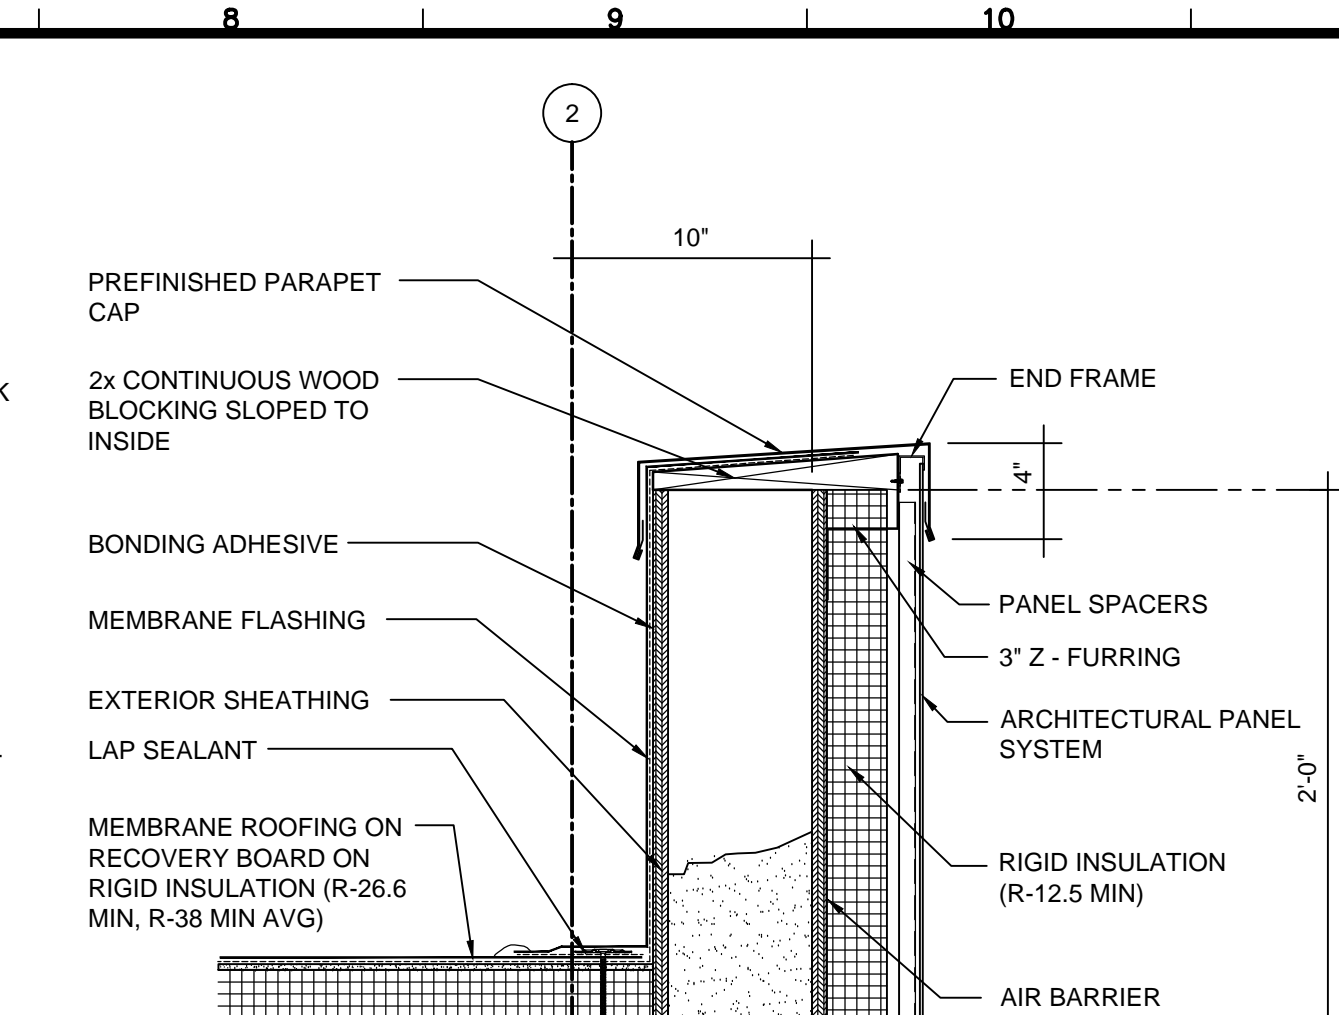 8 9 10
2
10"
PREFINISHED PARAPET
CAP
2x CONTINUOUS WOOD
BLOCKING SLOPED TO
INSIDE
K
END FRAME
4"
BONDING ADHESIVE
MEMBRANE FLASHING
EXTERIOR SHEATHING
LAP SEALANT
MEMBRANE ROOFING ON
RECOVERY BOARD ON
RIGID INSULATION (R-26.6
MIN, R-38 MIN AVG)
PANEL SPACERS
3" Z - FURRING
ARCHITECTURAL PANEL
SYSTEM
2'-0"
RIGID INSULATION
(R-12.5 MIN)
AIR BARRIER